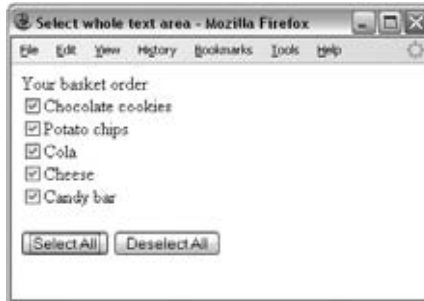 Select whole text area - Mozilla Firefox
File Edit View History Bookmarks Tools Help
Your basket order
Chocolate cookies
Potato chips
Cola
Cheese
Candy bar
Select All Deselect All